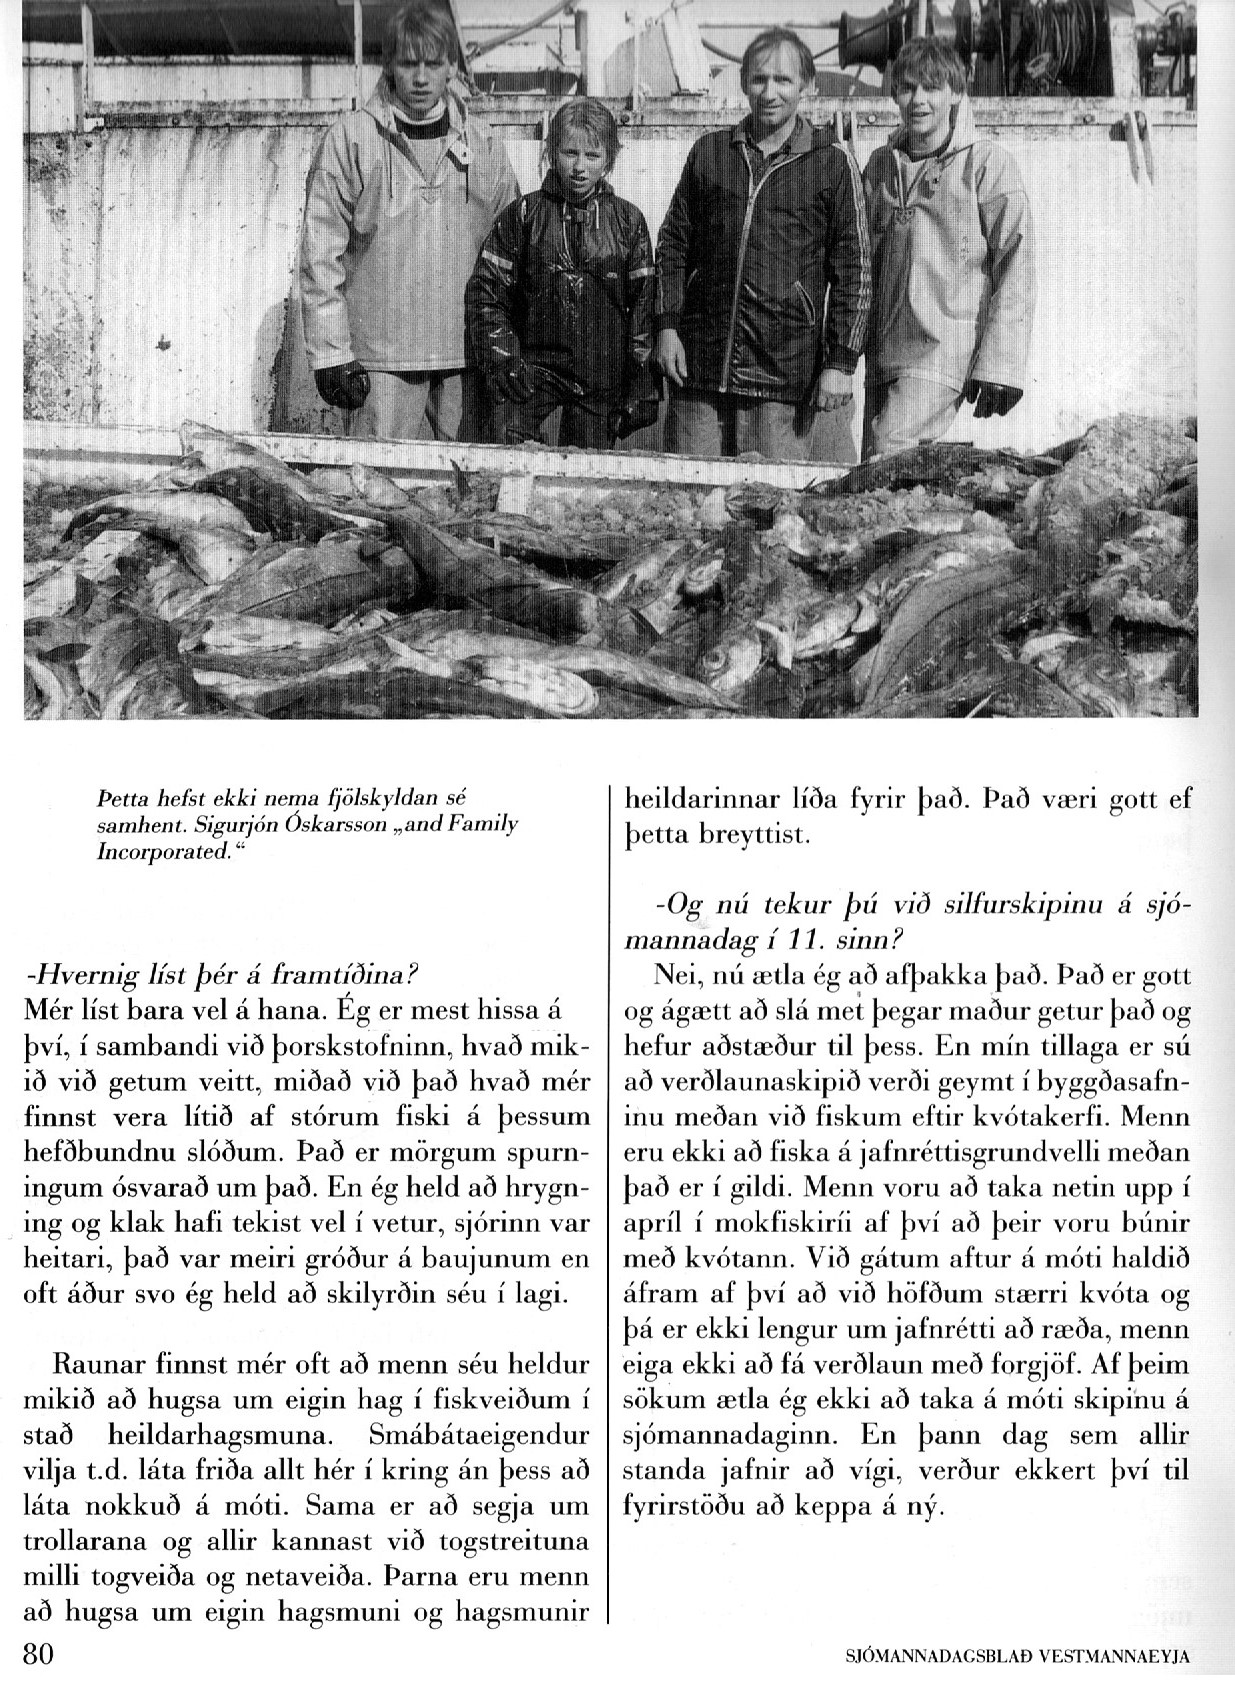 Þetta hefst ekki nema fjölskyldan sé
samhent. Sigurjón Óskarsson „and Family
Incorporated.“
-Hvernig líst þér á framtíðina?
Mér líst bara vel á hana. Ég er mest hissa á
því, í sambandi við þorskstofninn, hvað mik-
ið við getum veitt, miðað við það hvað mér
finnst vera lítið af stórum fiski á þessum
hefðbundnu slóðum. Það er mörgum spurn-
ingum ósvarað um það. En ég held að hrygn-
ing og klak hafi tekist vel í vetur, sjórinn var
heitari, það var meiri gróður á baujunum en
oft áður svo ég held að skilyrðin séu í lagi.
Raunar finnst mér oft að menn séu heldur
mikið að hugsa um eigin hag í fiskveiðum í
stað heildarhagsmuna. Smábátaeigendur
vilja t.d. láta friða allt hér í kring án þess að
láta nokkuð á móti. Sama er að segja um
trollarana og allir kannast við togstreituna
milli togveiða og netaveiða. Þarna eru menn
að hugsa um eigin hagsmuni og hagsmunir
heildarinnar líða fyrir það. Það væri gott ef
þetta breyttist.
-Og nú tekur þú við silfurskipinu á sjó-
mannadag í 11. sinn?
Nei, nú ætla ég að afþakka það. Það er gott
og ágætt að slá met þegar maður getur það og
hefur aðstæður til þess. En mín tillaga er sú
að verðlaunaskipið verði geymt í byggðasafn-
inu meðan við fiskum eftir kvótakerfi. Menn
eru ekki að fiska á jafnréttisgrundvelli meðan
það er í gildi. Menn voru að taka netin upp í
apríl í mokfiskiríi af því að þeir voru búnir
með kvótann. Við gátum aftur á móti haldið
áfram af því að við höfðum stærri kvóta og
þá er ekki lengur um jafnrétti að ræða, menn
eiga ekki að fá verðlaun með forgjöf. Af þeim
sökum ætla ég ekki að taka á móti skipinu á
sjómannadaginn. En þann dag sem allir
standa jafnir að vígi, verður ekkert því til
fyrirstöðu að keppa á ný.
80
SJÓMANNADAGSBLAÐ VESTMANNAEYJA